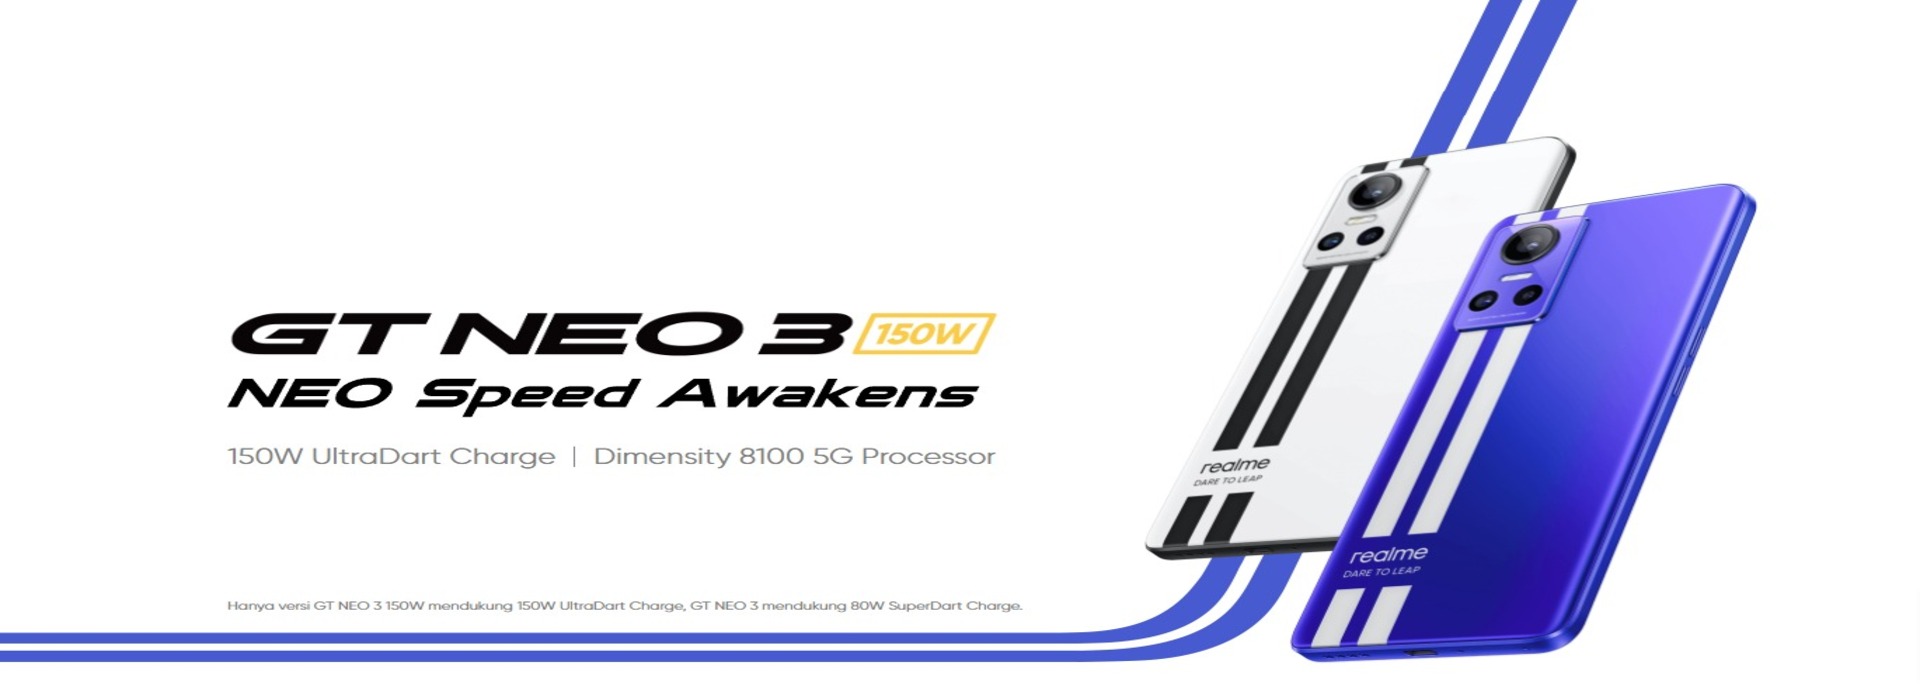 GT NEO 3 150W
NEO Speed Awakens
150W UltraDart Charge | Dimensity 8100 5G Processor
Hanya versi GT NEO 3 150W mendukung 150W UltraDart Charge, GT NEO 3 mendukung 80W SuperDart Charge.
realme
DARE TO LEAP
realme
DARE TO LEAP